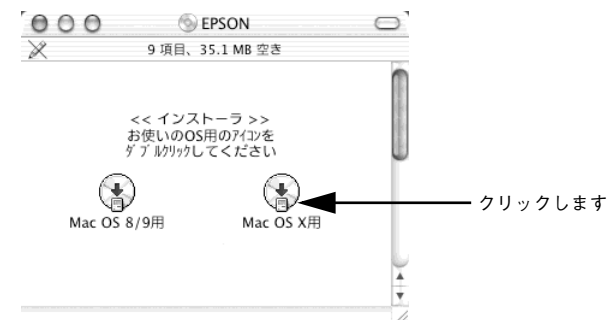 EPSON
9 項目、35.1 MB 空き
<< インストーラ >>
お使いのOS用のｱｲｺﾝを
ﾀﾞﾌﾞﾙｸﾘｯｸしてください
Mac OS 8/9用
Mac OS X用
クリックします